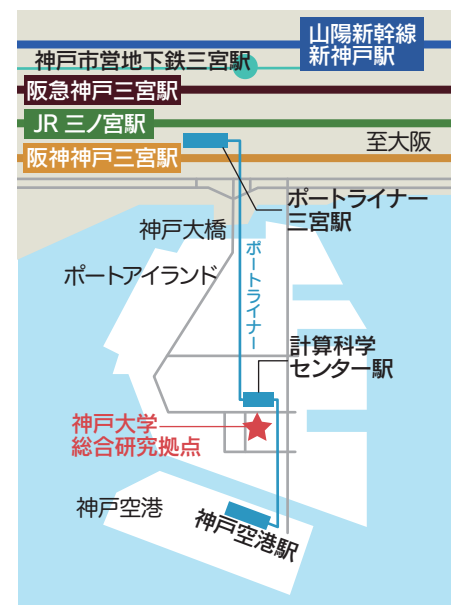 山陽新幹線
新神戸駅
神戸市営地下鉄三宮駅
阪急神戸三宮駅
JR 三ノ宮駅
至大阪
阪神神戸三宮駅
ポートライナー
三宮駅
神戸大橋
ポートアイランド
ポートライナー
計算科学
センター駅
神戸大学
総合研究拠点
神戸空港
神戸空港駅